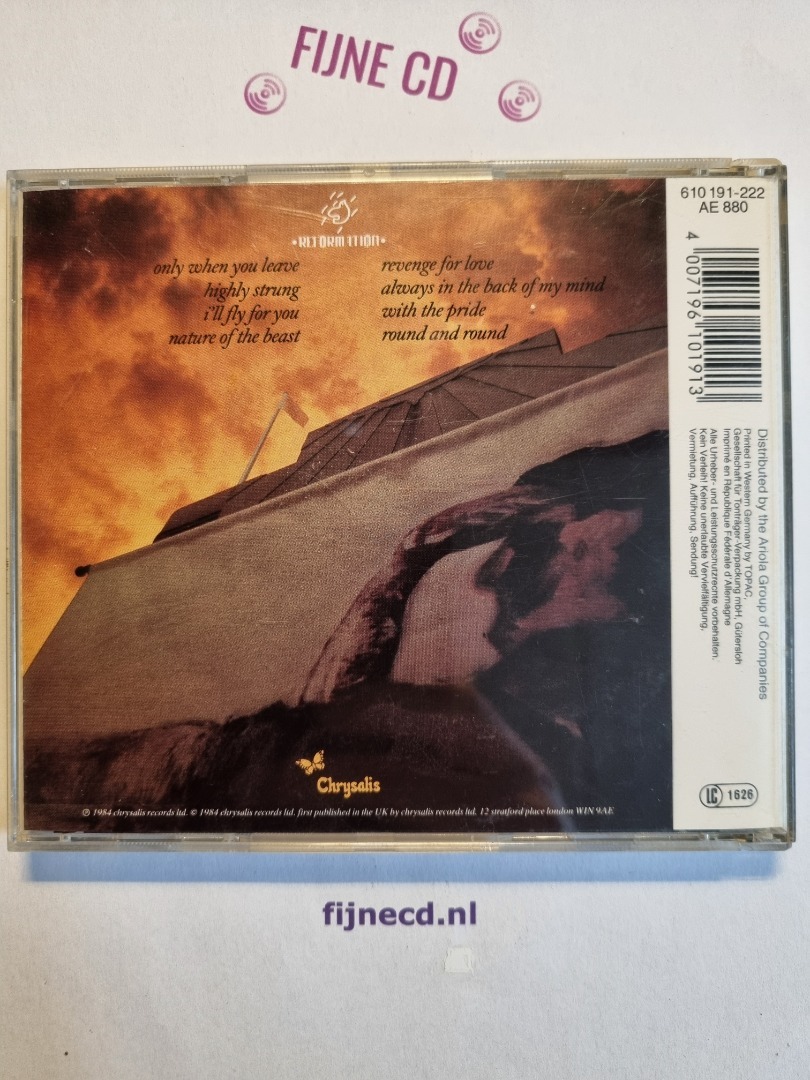 FIJNE CD
•REFORMATION•
only when you leave
highly strung
i'll fly for you
nature of the beast
revenge for love
always in the back of my mind
with the pride
round and round
610 191-222
AE 880
4 007196 101913
Distributed by the Ariola Group of Companies
Printed in Western Germany by TOPAC,
Gesellschaft für Tonträger-Verpackung mbH, Gütersloh
Imprimé en République Fédérale d'Allemagne
Alle Urheber- und Leistungsschutzrechte vorbehalten.
Kein Verleih! Keine unerlaubte Vervielfältigung,
Vermietung, Aufführung, Sendung!
LC 1626
Chrysalis
℗ 1984 chrysalis records ltd. © 1984 chrysalis records ltd. first published in the UK by chrysalis records ltd. 12 stratford place london WIN 9AE
fijnecd.nl